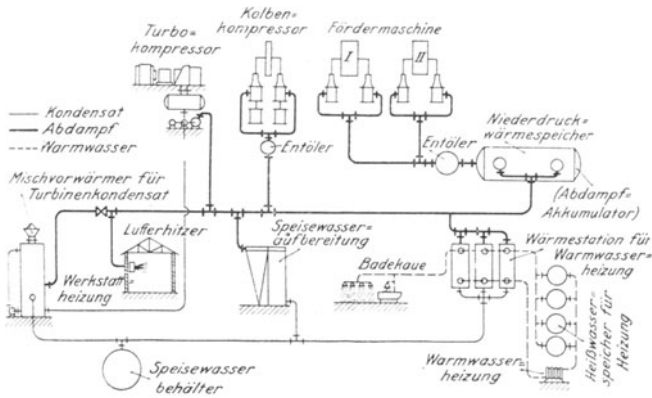 Kolben=
kompressor
Fördermaschine
Turbo=
kompressor
I
II
Kondensat
Abdampf
Warmwasser
Entöler
Entöler
Niederdruck=
wärmespeicher
(Abdampf=
Akkumulator)
Mischvorwärmer für
Turbinenkondensat
Lufterhitzer
Werkstatt
heizung
Speisewasser=
aufbereitung
Badekaue
Wärmestation für
Warmwasser=
heizung
Heißwasser=
speicher für
Heizung
Warmwasser
heizung
Speisewasser
behälter